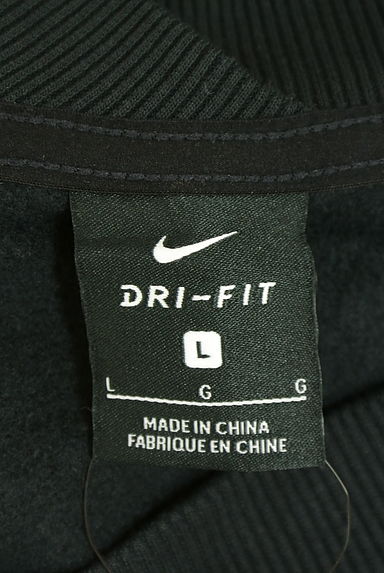 DRI-FIT
L
L G G
MADE IN CHINA
FABRIQUE EN CHINE